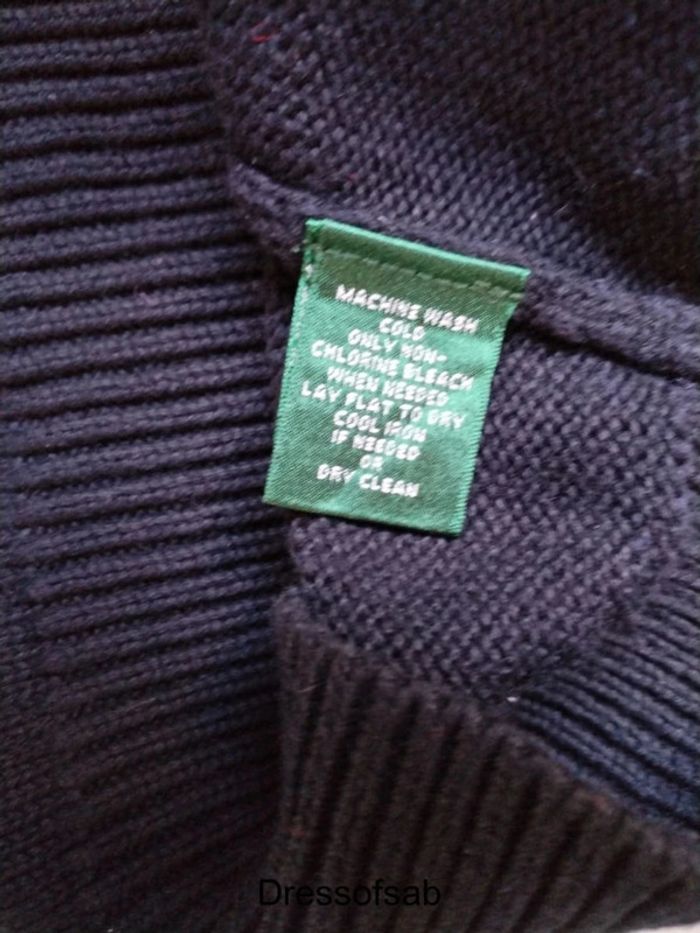 MACHINE WASH
COLD
ONLY NON-
CHLORINE BLEACH
WHEN NEEDED
LAY FLAT TO DRY
COOL IRON
IF NEEDED
OR
DRY CLEAN
Dressofsab